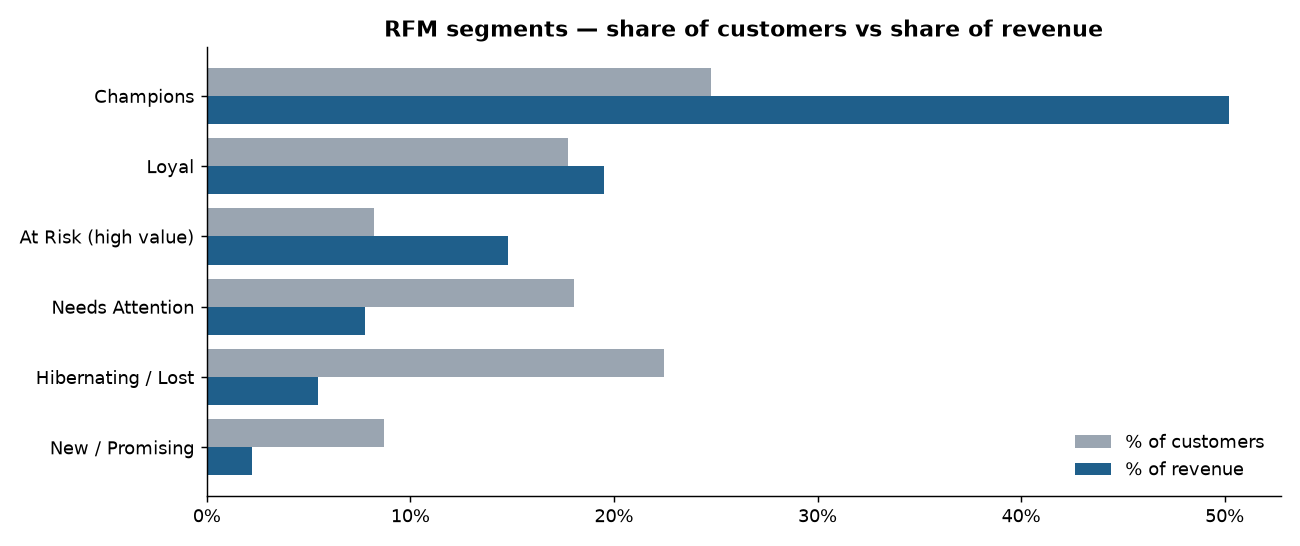 RFM segments — share of customers vs share of revenue
Champions
Loyal
At Risk (high value)
Needs Attention
Hibernating / Lost
New / Promising
% of customers
% of revenue
0% 10% 20% 30% 40% 50%